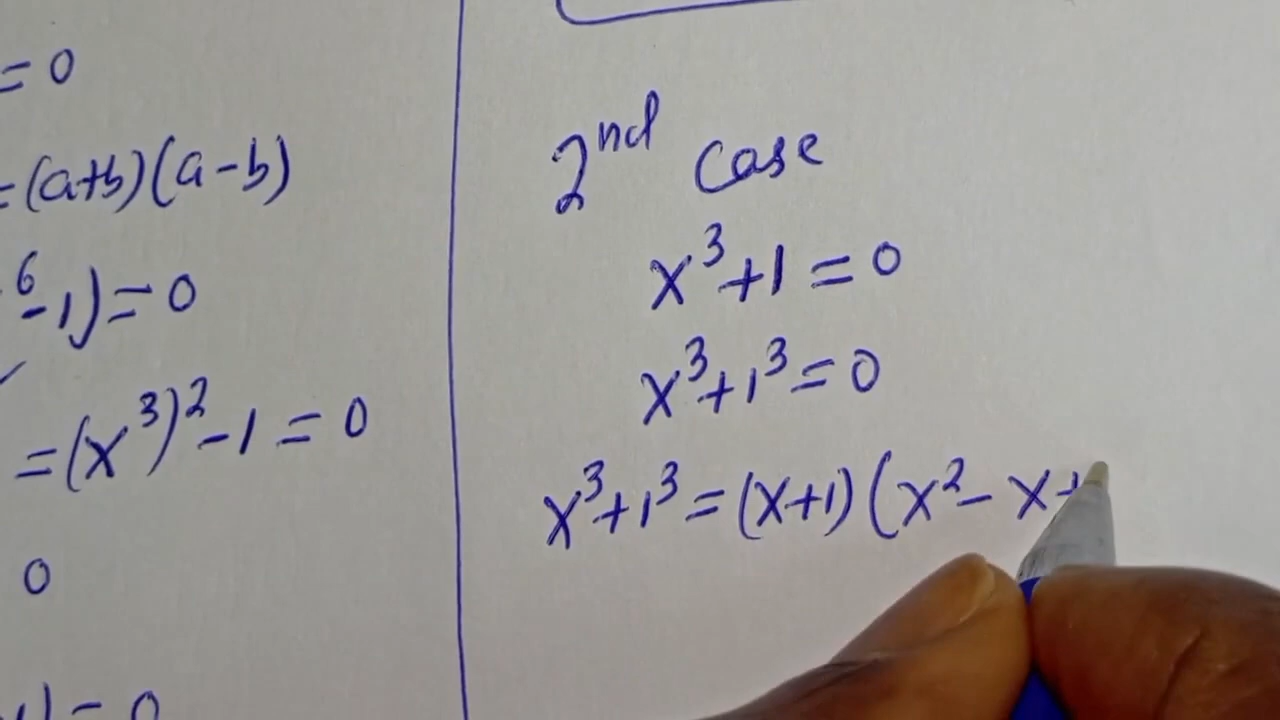 = 0
= (a+b)(a-b)
⁶-1) = 0
= (x³)²-1 = 0
0
) = 0
2nd Case
x³+1 = 0
x³+1³ = 0
x³+1³ = (x+1)(x²- x+